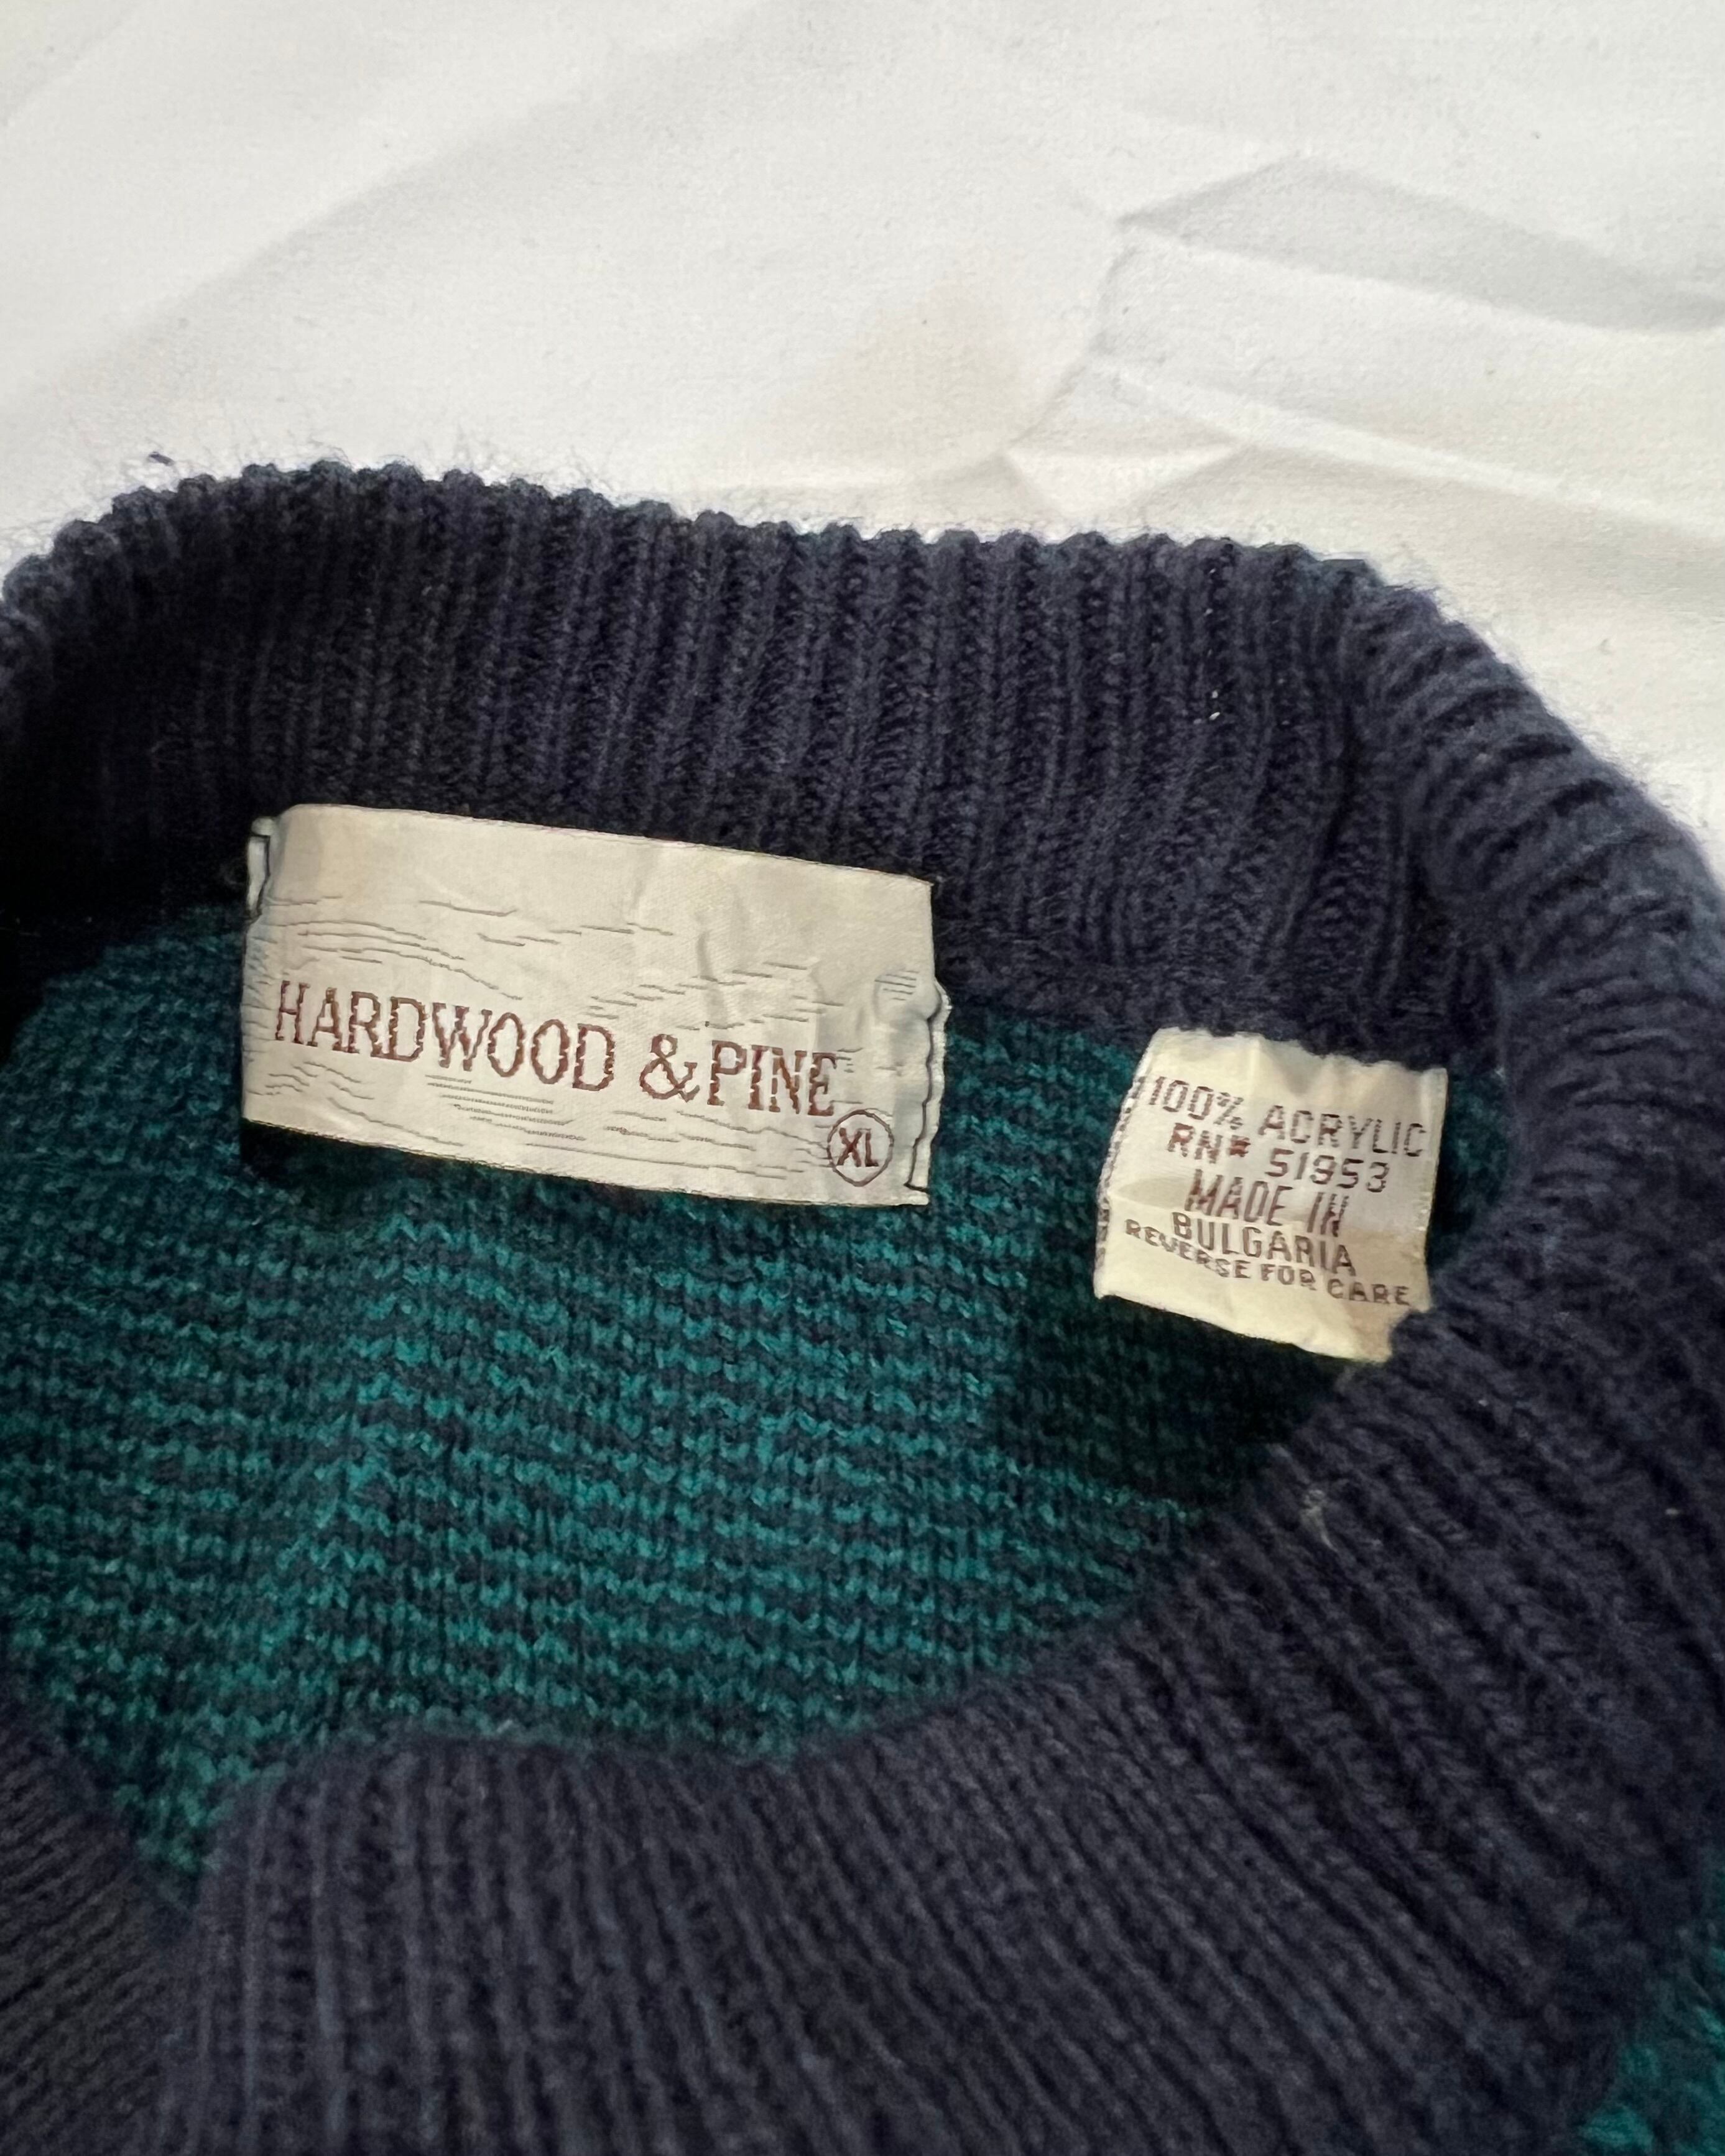 HARDWOOD & PINE
XL
100% ACRYLIC
RN# 51953
MADE IN
BULGARIA
REVERSE FOR CARE